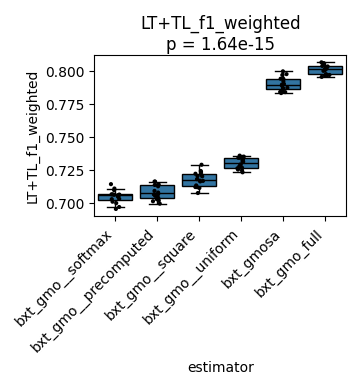 LT+TL_f1_weighted
p = 1.64e-15
LT+TL_f1_weighted
0.800
0.775
0.750
0.725
0.700
bxt_gmo__softmax
bxt_gmo__precomputed
bxt_gmo__square
bxt_gmo__uniform
bxt_gmosa
bxt_gmo_full
estimator